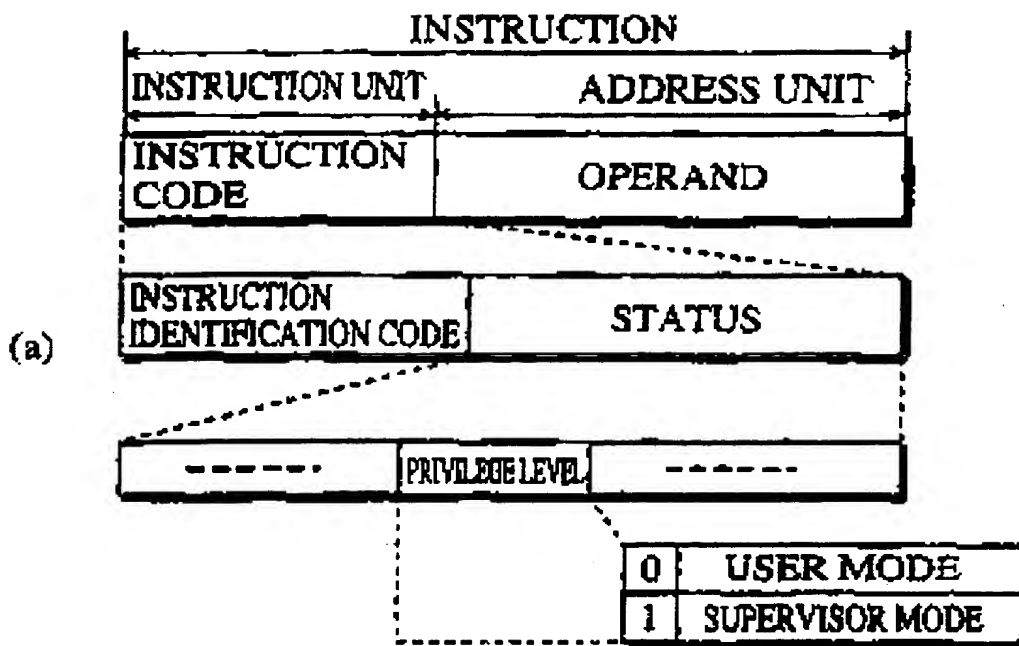 INSTRUCTION
INSTRUCTION UNIT ADDRESS UNIT
INSTRUCTION
CODE
OPERAND
INSTRUCTION
IDENTIFICATION CODE
STATUS
(a)
PRIVILEGE LEVEL
0 USER MODE
1 SUPERVISOR MODE